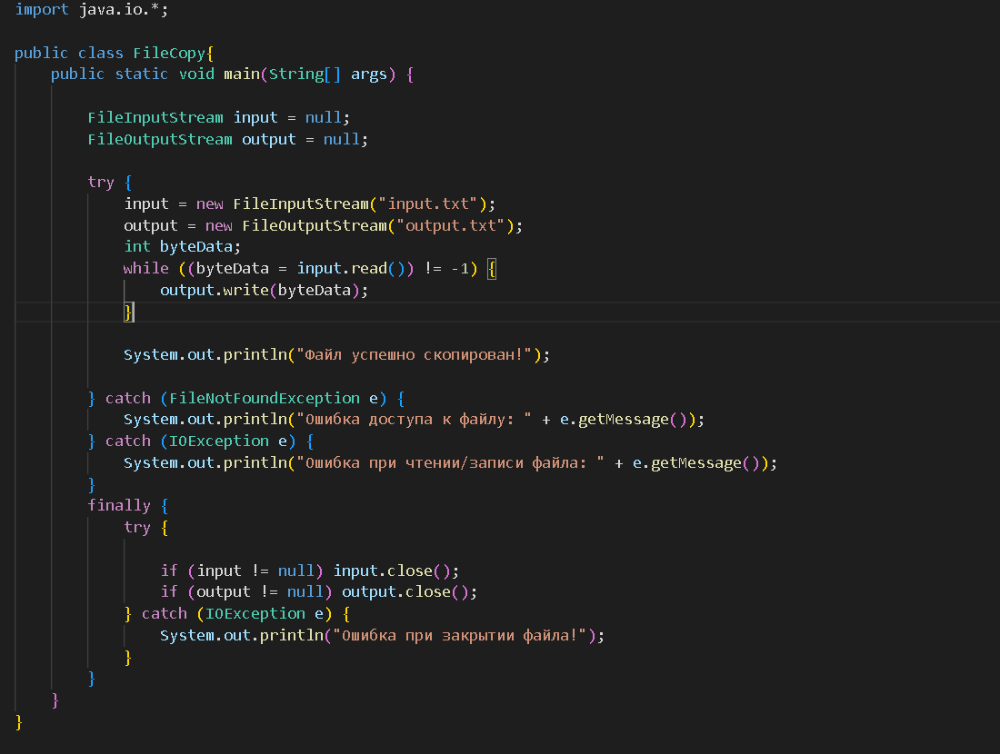 import java.io.*;
public class FileCopy{
public static void main(String[] args) {
FileInputStream input = null;
FileOutputStream output = null;
try {
input = new FileInputStream("input.txt");
output = new FileOutputStream("output.txt");
int byteData;
while ((byteData = input.read()) != -1) {
output.write(byteData);
}
System.out.println("Файл успешно скопирован!");
} catch (FileNotFoundException e) {
System.out.println("Ошибка доступа к файлу: " + e.getMessage());
} catch (IOException e) {
System.out.println("Ошибка при чтении/записи файла: " + e.getMessage());
}
finally {
try {
if (input != null) input.close();
if (output != null) output.close();
} catch (IOException e) {
System.out.println("Ошибка при закрытии файла!");
}
}
}
}